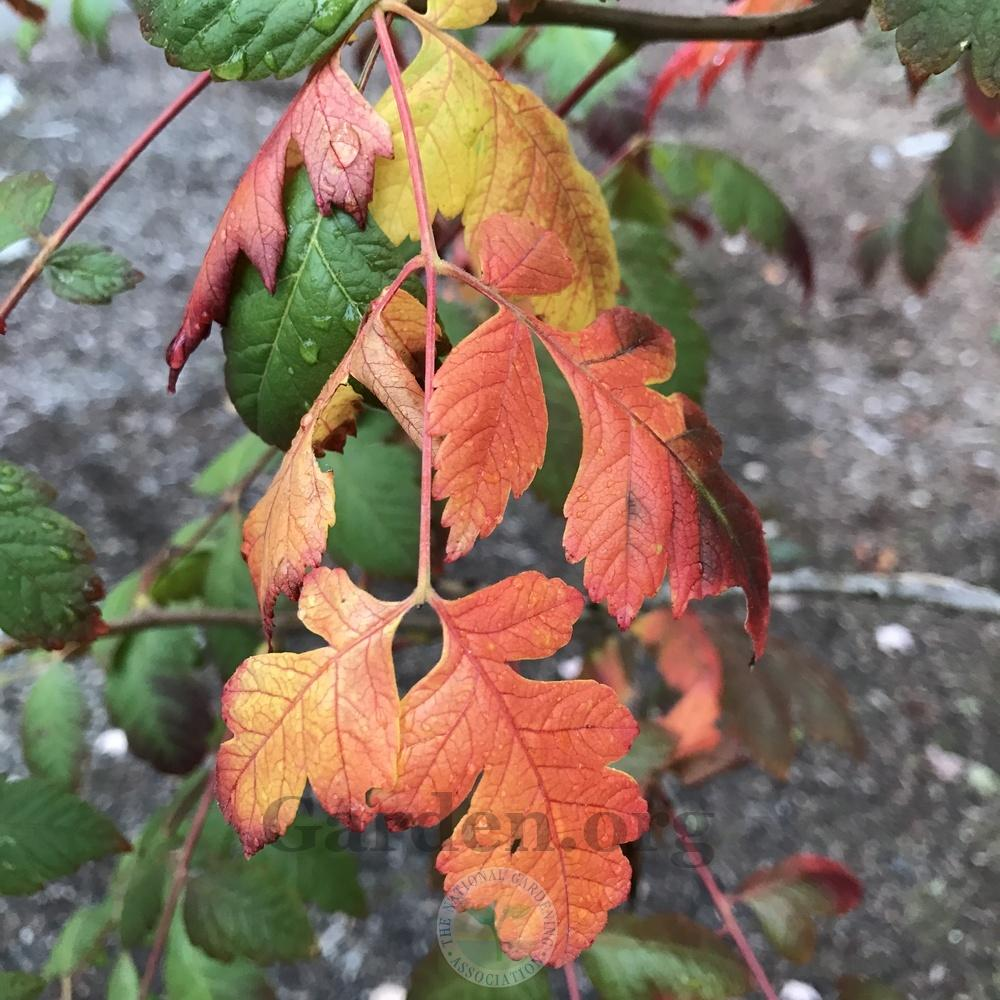 Garden.org
THE NATIONAL GARDENING
ASSOCIATION